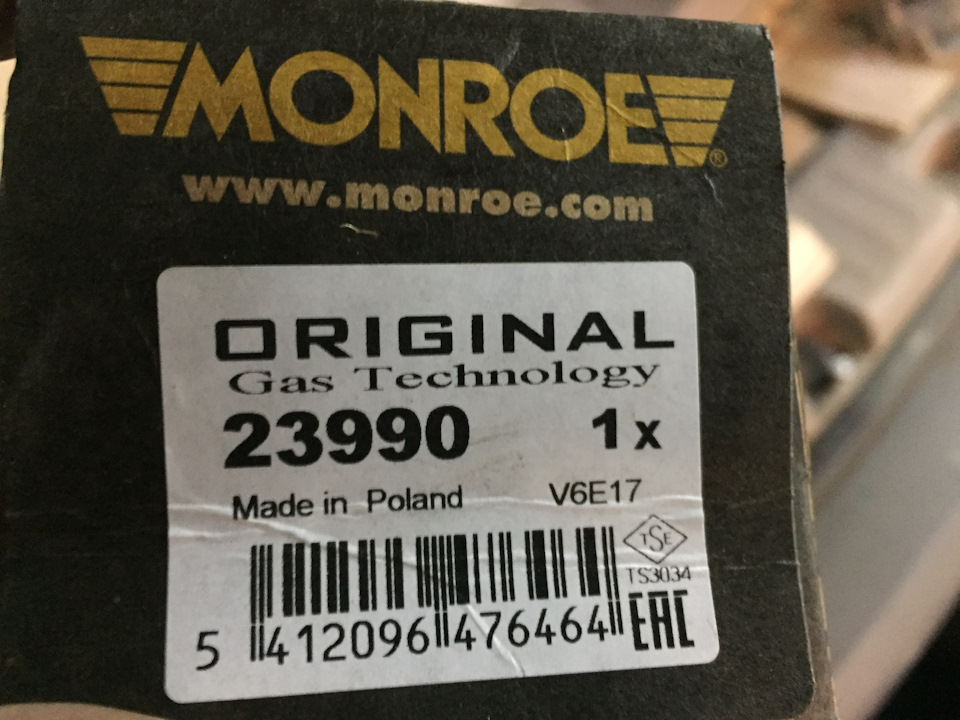 MONROE®
www.monroe.com
ORIGINAL
Gas Technology
23990 1x
Made in Poland V6E17
TSE
TS3034
EAC
5 412096 476464